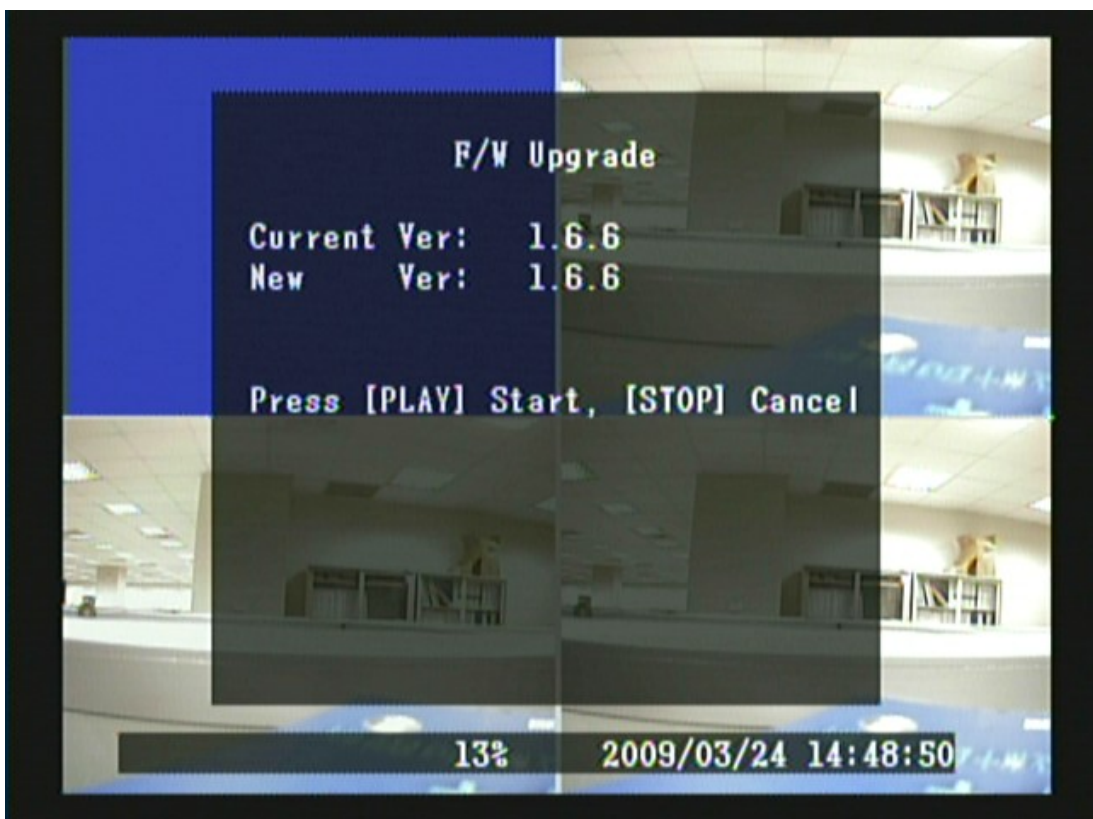 F/W Upgrade
Current Ver: 1.6.6
New Ver: 1.6.6
Press [PLAY] Start, [STOP] Cancel
13% 2009/03/24 14:48:50